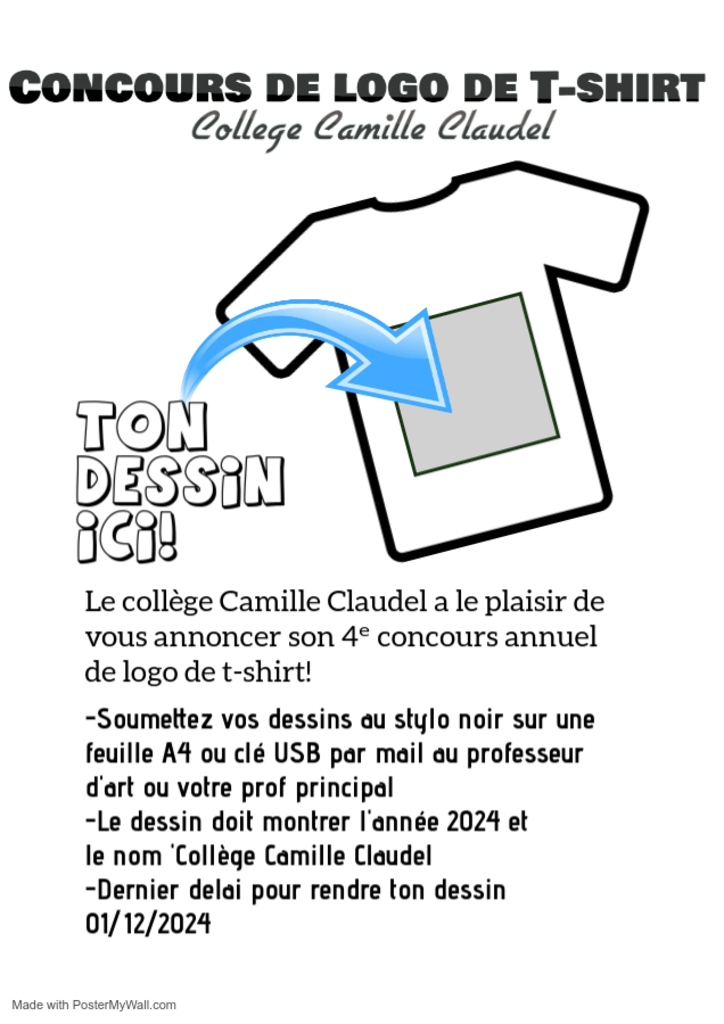 Concours de logo de T-shirt
College Camille Claudel
TON
DESSIN
ICI!
Le collège Camille Claudel a le plaisir de
vous annoncer son 4ᵉ concours annuel
de logo de t-shirt!
-Soumettez vos dessins au stylo noir sur une
feuille A4 ou clé USB par mail au professeur
d'art ou votre prof principal
-Le dessin doit montrer l'année 2024 et
le nom 'Collège Camille Claudel
-Dernier delai pour rendre ton dessin
01/12/2024
Made with PosterMyWall.com